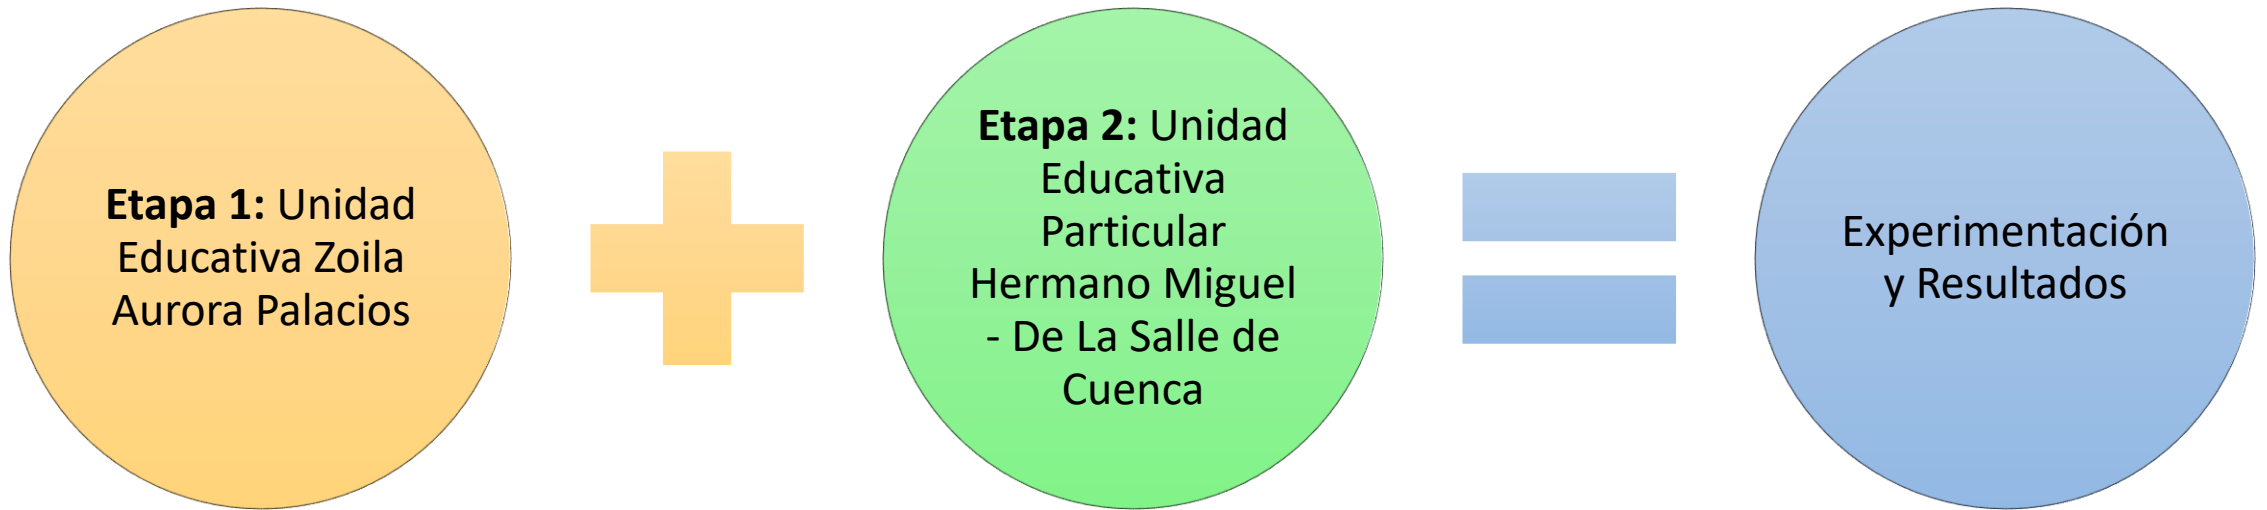 Etapa 1: Unidad
Educativa Zoila
Aurora Palacios
Etapa 2: Unidad
Educativa
Particular
Hermano Miguel
- De La Salle de
Cuenca
Experimentación
y Resultados